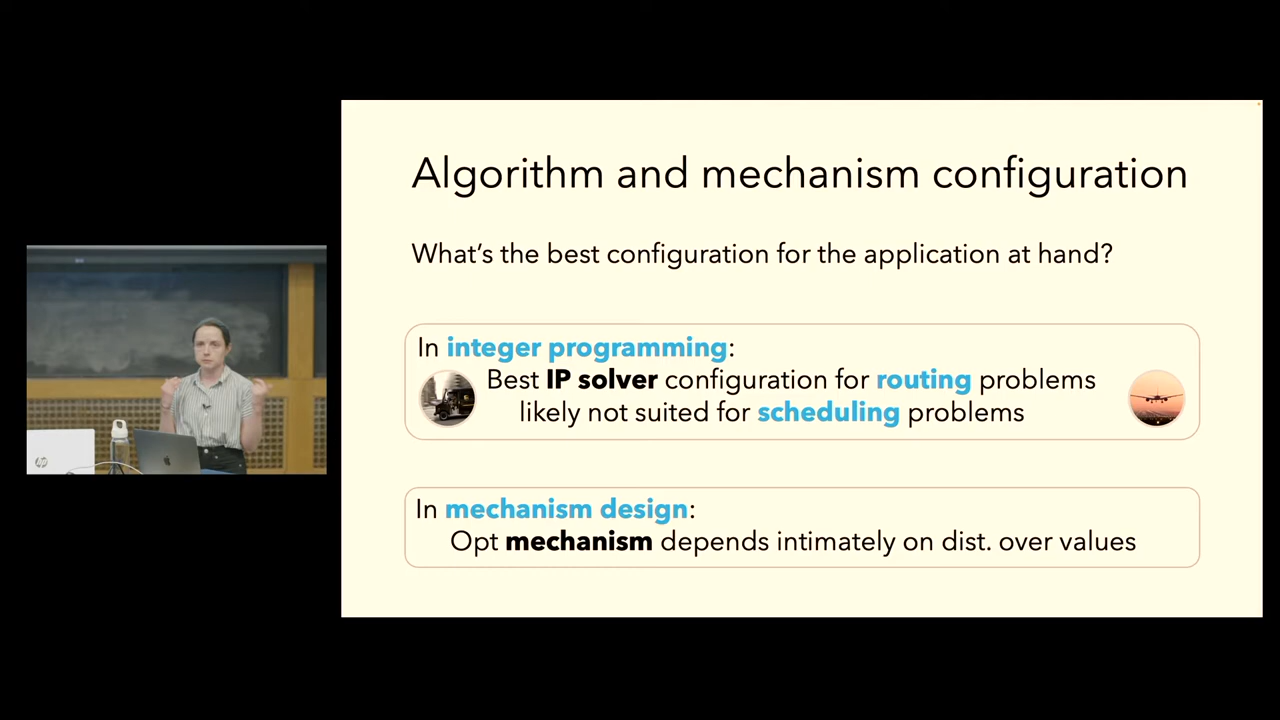 Algorithm and mechanism configuration
What's the best configuration for the application at hand?
In integer programming:
Best IP solver configuration for routing problems
likely not suited for scheduling problems
In mechanism design:
Opt mechanism depends intimately on dist. over values
hp